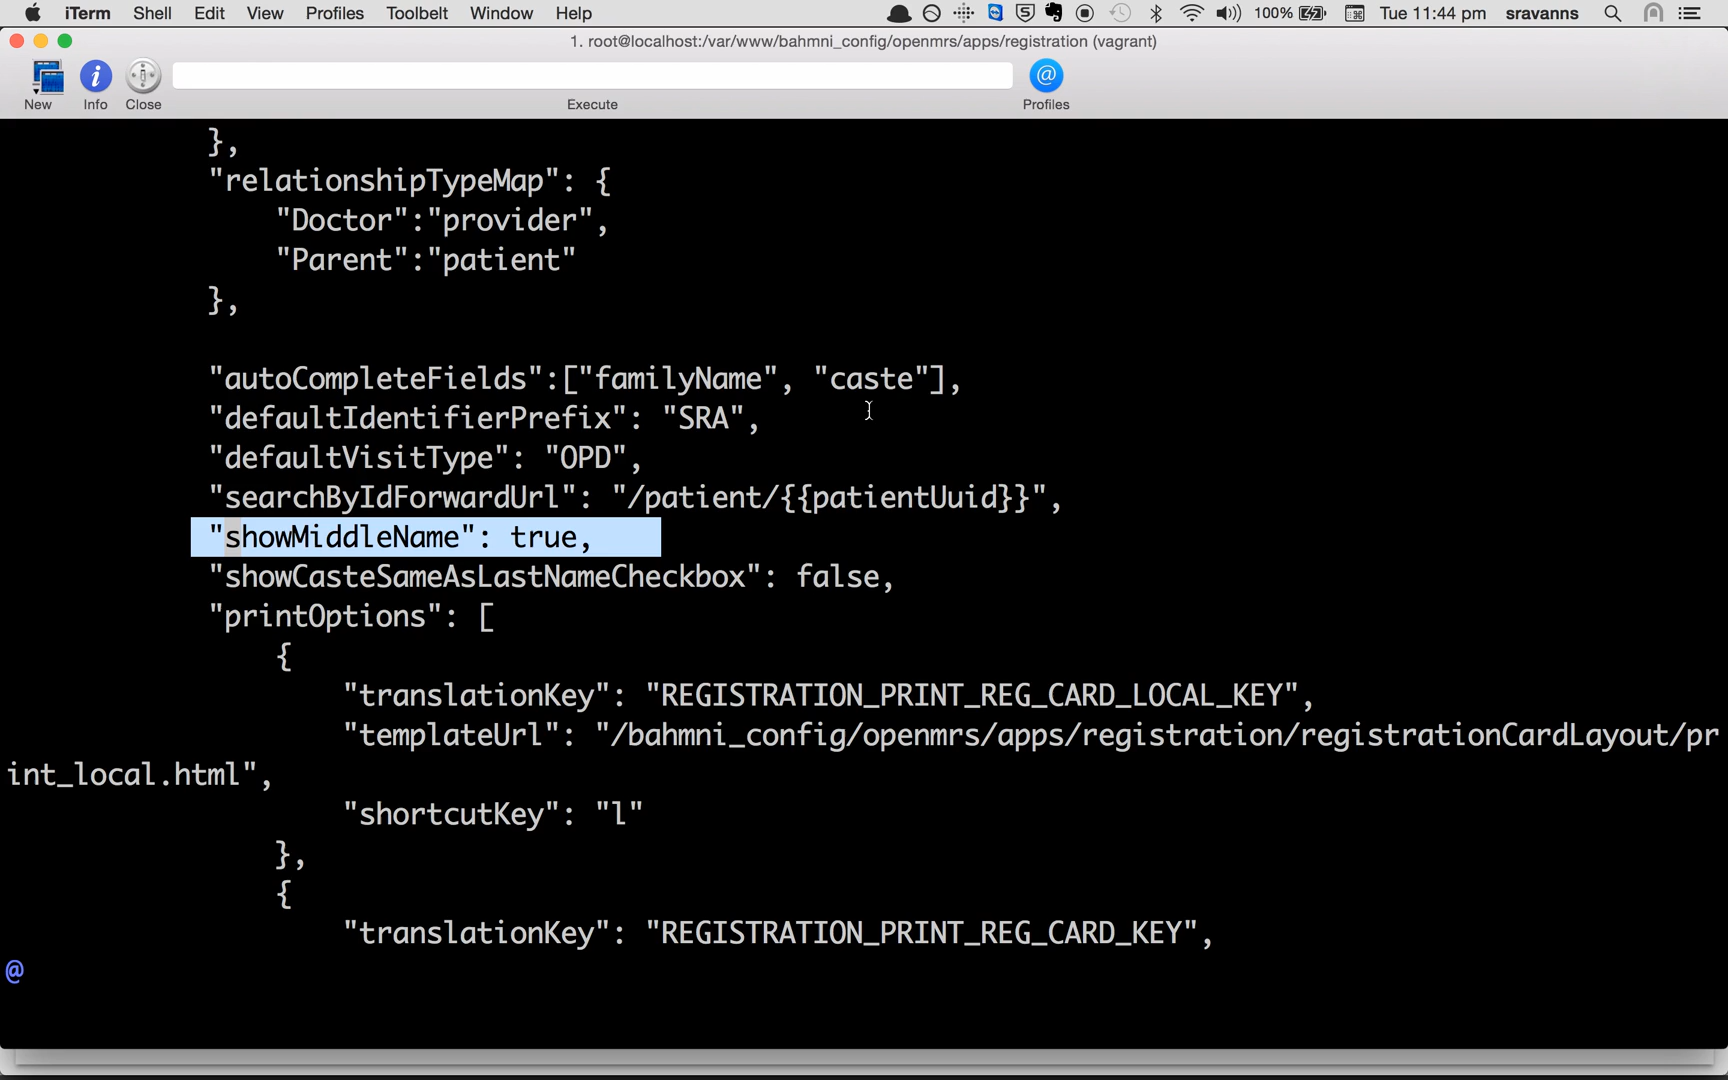 iTerm Shell Edit View Profiles Toolbelt Window Help 100% Tue 11:44 pm sravanns
1. root@localhost:/var/www/bahmni_config/openmrs/apps/registration (vagrant)
New Info Close Execute Profiles
},
"relationshipTypeMap": {
"Doctor":"provider",
"Parent":"patient"
},
"autoCompleteFields":["familyName", "caste"],
"defaultIdentifierPrefix": "SRA",
"defaultVisitType": "OPD",
"searchByIdForwardUrl": "/patient/{{patientUuid}}",
"showMiddleName": true,
"showCasteSameAsLastNameCheckbox": false,
"printOptions": [
{
"translationKey": "REGISTRATION_PRINT_REG_CARD_LOCAL_KEY",
"templateUrl": "/bahmni_config/openmrs/apps/registration/registrationCardLayout/pr
int_local.html",
"shortcutKey": "l"
},
{
"translationKey": "REGISTRATION_PRINT_REG_CARD_KEY",
@